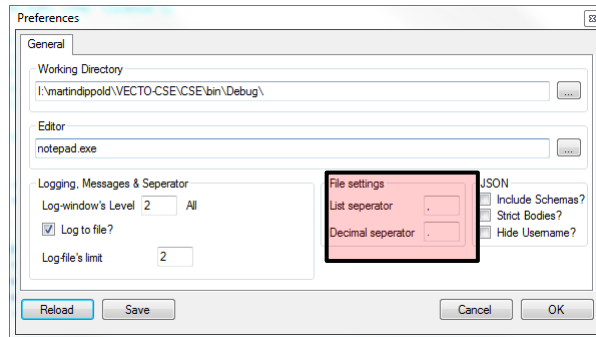 Preferences
General
Working Directory
I:\martindippold\VECTO-CSE\CSE\bin\Debug\
...
Editor
notepad.exe
...
Logging, Messages & Seperator
Log-window's Level 2 All
Log to file?
Log-file's limit 2
File settings
List seperator ,
Decimal seperator .
JSON
Include Schemas?
Strict Bodies?
Hide Username?
Reload Save Cancel OK